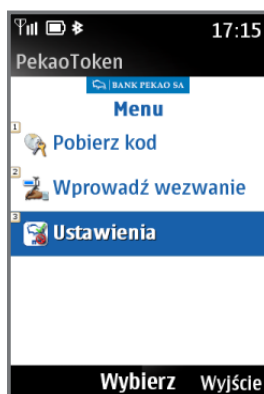 17:15
PekaoToken
BANK PEKAO SA
Menu
1
Pobierz kod
2
Wprowadź wezwanie
3
Ustawienia
Wybierz Wyjście